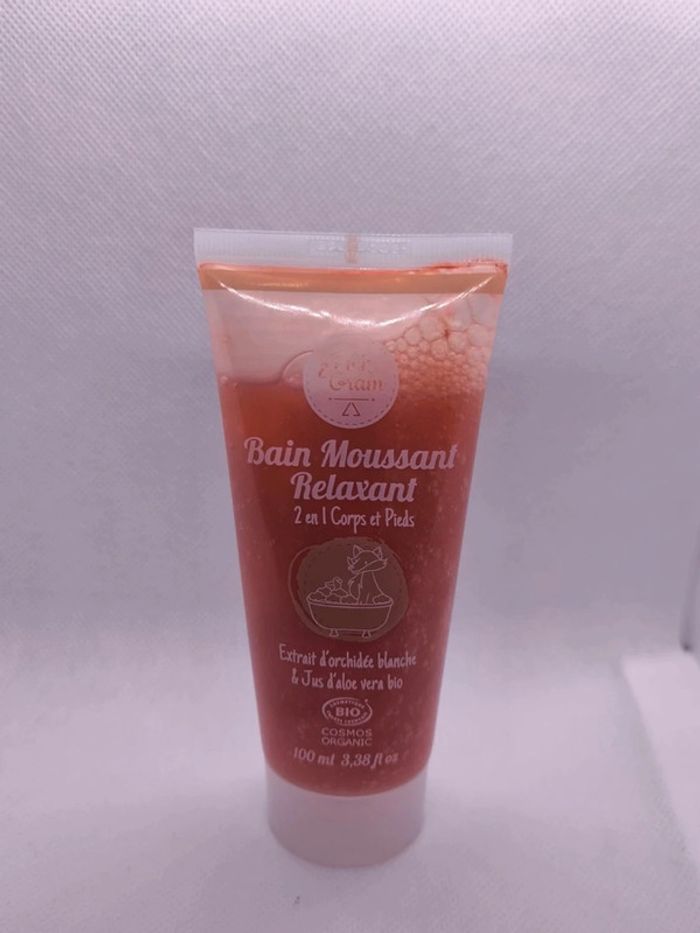 Gram
Bain Moussant
Relaxant
2 en 1 Corps et Pieds
Extrait d'orchidée blanche
& Jus d'aloe vera bio
BIO
COSMOS
ORGANIC
100 ml 3,38 fl oz